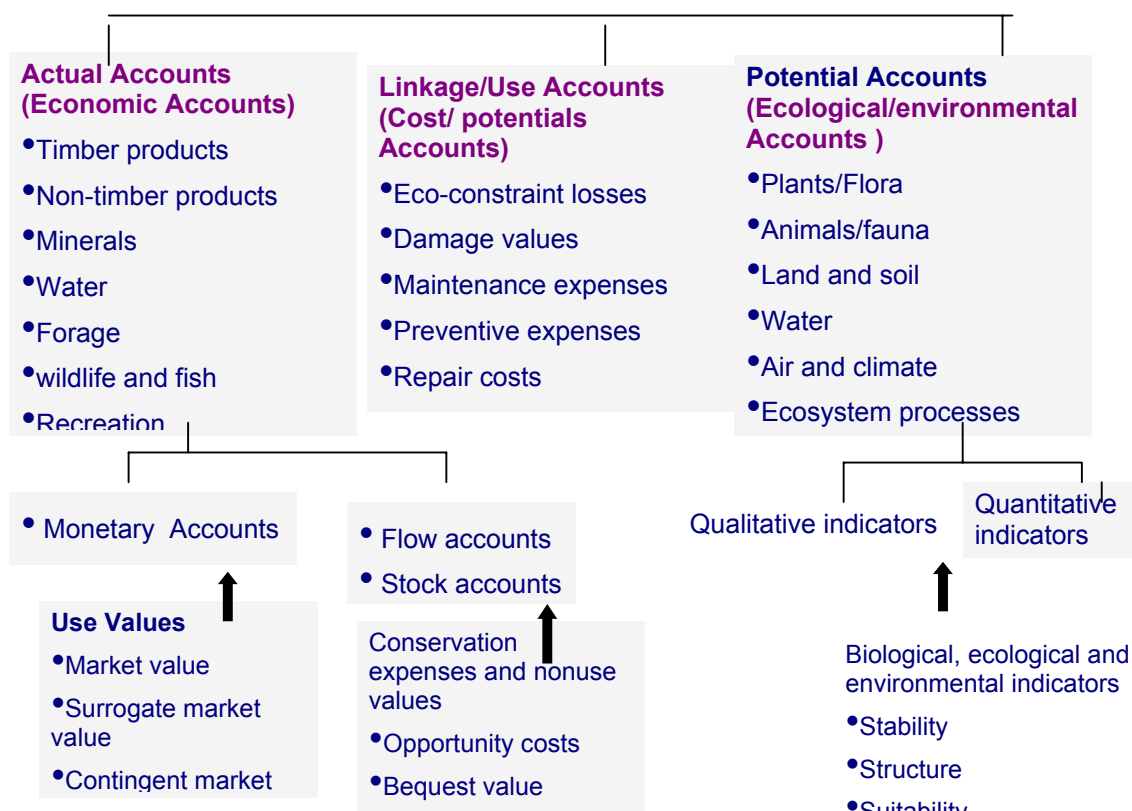 Actual Accounts
(Economic Accounts)
•Timber products
•Non-timber products
•Minerals
•Water
•Forage
•wildlife and fish
•Recreation
Linkage/Use Accounts
(Cost/ potentials
Accounts)
•Eco-constraint losses
•Damage values
•Maintenance expenses
•Preventive expenses
•Repair costs
Potential Accounts
(Ecological/environmental
Accounts )
•Plants/Flora
•Animals/fauna
•Land and soil
•Water
•Air and climate
•Ecosystem processes
• Monetary Accounts
• Flow accounts
• Stock accounts
Qualitative indicators
Quantitative
indicators
Use Values
•Market value
•Surrogate market
value
•Contingent market
Conservation
expenses and nonuse
values
•Opportunity costs
•Bequest value
Biological, ecological and
environmental indicators
•Stability
•Structure
•Suitability